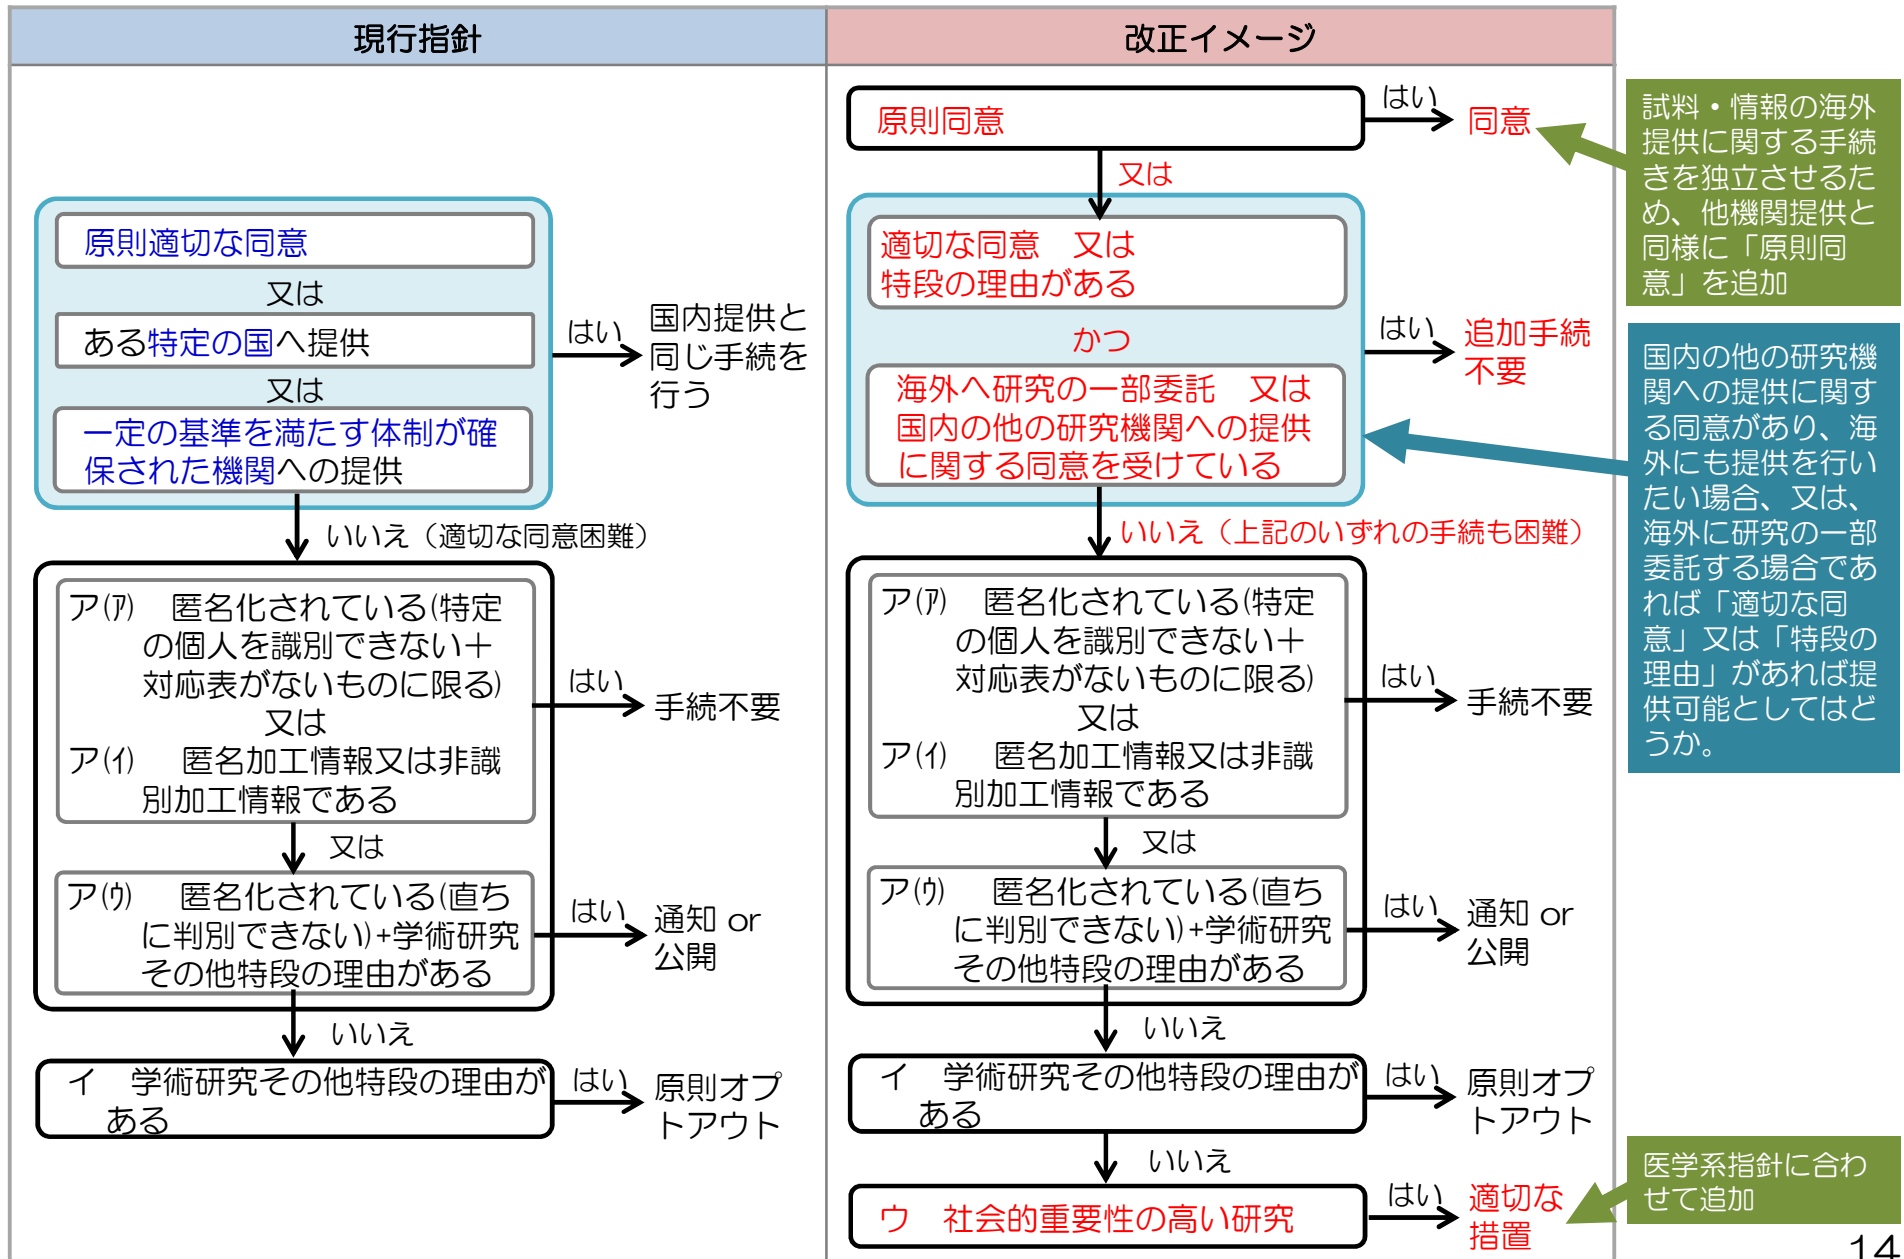 現行指針
原則適切な同意
又は
ある特定の国へ提供
又は
一定の基準を満たす体制が確
保された機関への提供
はい
国内提供と
同じ手続を
行う
いいえ（適切な同意困難）
ア(ｱ)　匿名化されている(特定
の個人を識別できない＋
対応表がないものに限る)
又は
ア(ｲ)　匿名加工情報又は非識
別加工情報である
はい
手続不要
又は
ア(ｳ)　匿名化されている(直ち
に判別できない)+学術研究
その他特段の理由がある
はい
通知 or
公開
いいえ
イ　学術研究その他特段の理由が
ある
はい
原則オプ
トアウト
改正イメージ
原則同意
はい
同意
又は
適切な同意　又は
特段の理由がある
かつ
海外へ研究の一部委託　又は
国内の他の研究機関への提供
に関する同意を受けている
はい
追加手続
不要
いいえ（上記のいずれの手続も困難）
ア(ｱ)　匿名化されている(特定
の個人を識別できない＋
対応表がないものに限る)
又は
ア(ｲ)　匿名加工情報又は非識
別加工情報である
はい
手続不要
又は
ア(ｳ)　匿名化されている(直ち
に判別できない)+学術研究
その他特段の理由がある
はい
通知 or
公開
いいえ
イ　学術研究その他特段の理由が
ある
はい
原則オプ
トアウト
いいえ
ウ　社会的重要性の高い研究
はい
適切な
措置
試料・情報の海外
提供に関する手続
きを独立させるた
め、他機関提供と
同様に「原則同
意」を追加
国内の他の研究機
関への提供に関す
る同意があり、海
外にも提供を行い
たい場合、又は、
海外に研究の一部
委託する場合であ
れば「適切な同
意」又は「特段の
理由」があれば提
供可能としてはど
うか。
医学系指針に合わ
せて追加
14